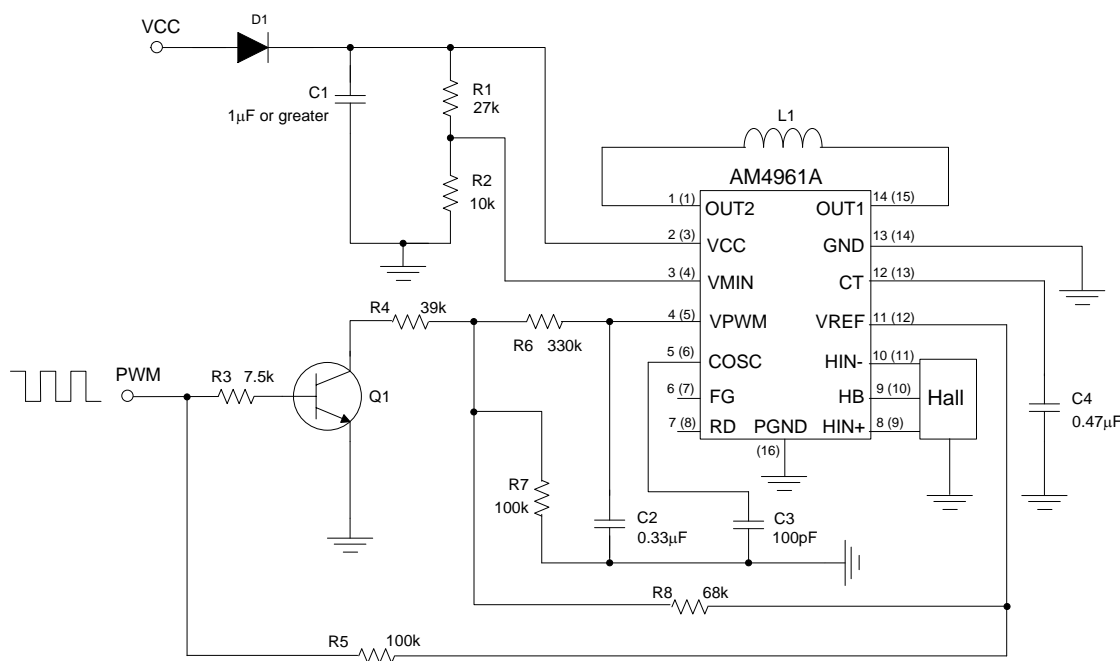 VCC
D1
C1
1µF or greater
R1
27k
R2
10k
L1
AM4961A
1 (1)
OUT2
OUT1
14 (15)
2 (3)
VCC
GND
13 (14)
3 (4)
VMIN
CT
12 (13)
4 (5)
VPWM
VREF
11 (12)
5 (6)
COSC
HIN-
10 (11)
6 (7)
FG
HB
9 (10)
7 (8)
RD
PGND
HIN+
8 (9)
(16)
Hall
R4
39k
R6
330k
PWM
R3
7.5k
Q1
C4
0.47µF
R7
100k
C2
0.33µF
C3
100pF
R8
68k
R5
100k